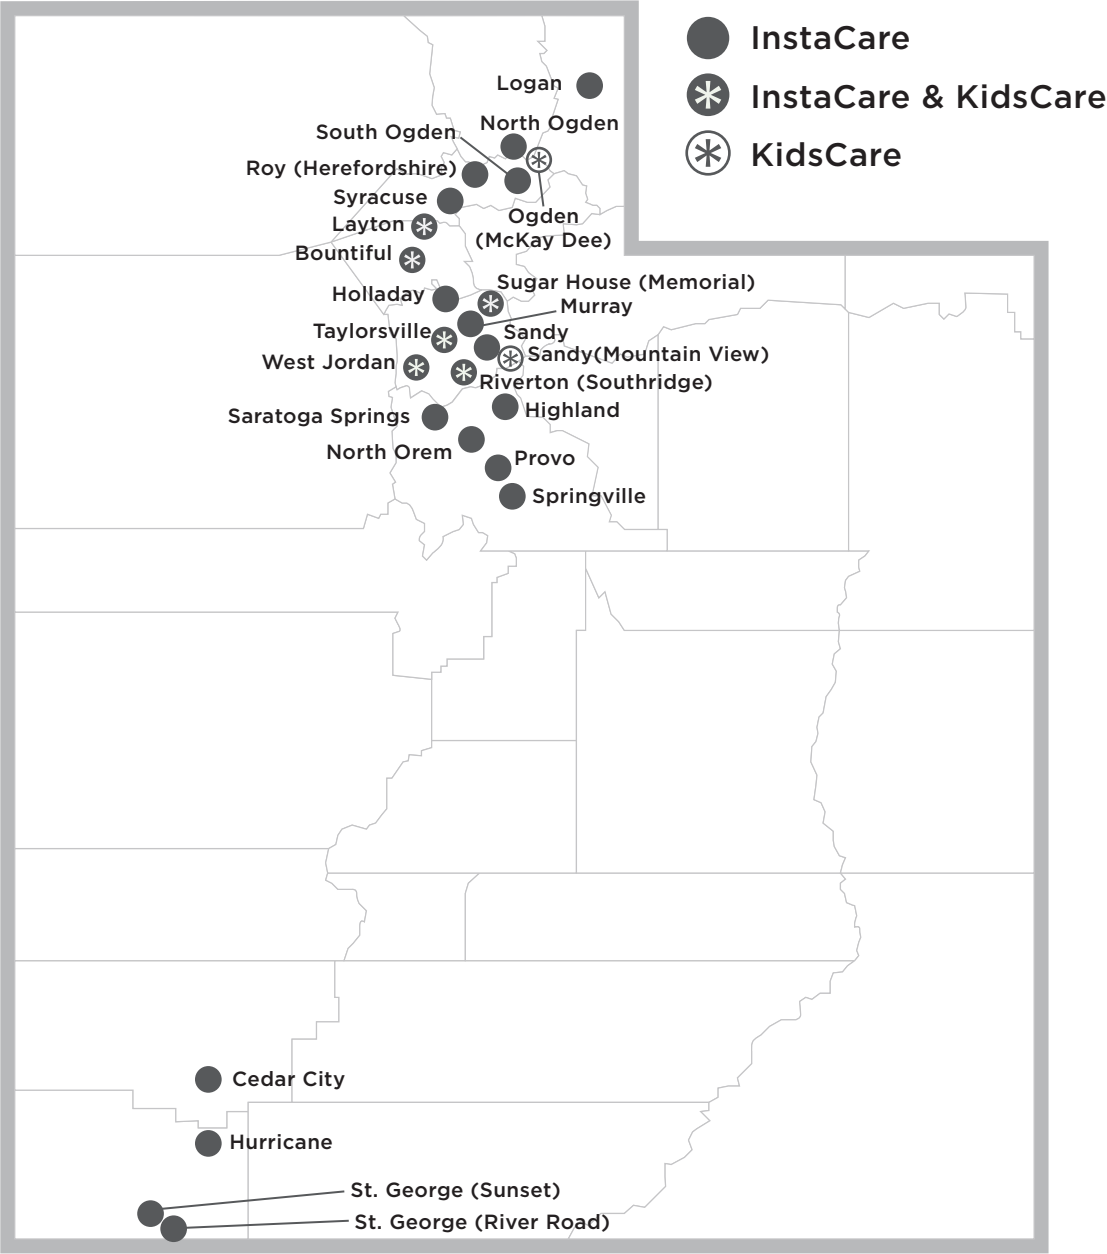 InstaCare
InstaCare & KidsCare
KidsCare
Logan
North Ogden
South Ogden
Roy (Herefordshire)
Syracuse
Ogden
(McKay Dee)
Layton
Bountiful
Sugar House (Memorial)
Holladay
Murray
Taylorsville
Sandy
Sandy(Mountain View)
West Jordan
Riverton (Southridge)
Highland
Saratoga Springs
North Orem
Provo
Springville
Cedar City
Hurricane
St. George (Sunset)
St. George (River Road)